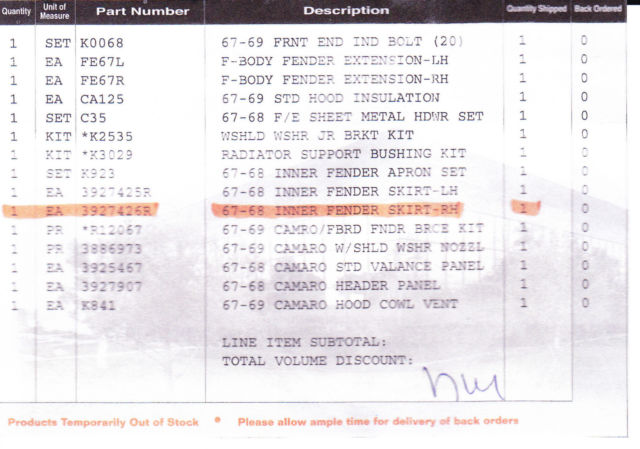 Quantity Unit of Measure Part Number Description Quantity Shipped Back Ordered
1 SET K0068 67-69 FRNT END IND BOLT (20) 1 0
1 EA FE67L F-BODY FENDER EXTENSION-LH 1 0
1 EA FE67R F-BODY FENDER EXTENSION-RH 1 0
1 EA CA125 67-69 STD HOOD INSULATION 1 0
1 SET C35 67-68 F/E SHEET METAL HDWR SET 1 0
1 KIT *K2535 WSHLD WSHR JR BRKT KIT 1 0
1 KIT *K3029 RADIATOR SUPPORT BUSHING KIT 1 0
1 SET K923 67-68 INNER FENDER APRON SET 1 0
1 EA 3927425R 67-68 INNER FENDER SKIRT-LH 1 0
1 EA 3927426R 67-68 INNER FENDER SKIRT-RH 1 0
1 PR *R12067 67-69 CAMRO/FBRD FNDR BRCE KIT 1 0
1 PR 3886973 67-69 CAMARO W/SHLD WSHR NOZZL 1 0
1 EA 3925467 67-68 CAMARO STD VALANCE PANEL 1 0
1 EA 3927907 67-68 CAMARO HEADER PANEL 1 0
1 EA K841 67-69 CAMARO HOOD COWL VENT 1 0
LINE ITEM SUBTOTAL:
TOTAL VOLUME DISCOUNT:
Products Temporarily Out of Stock • Please allow ample time for delivery of back orders